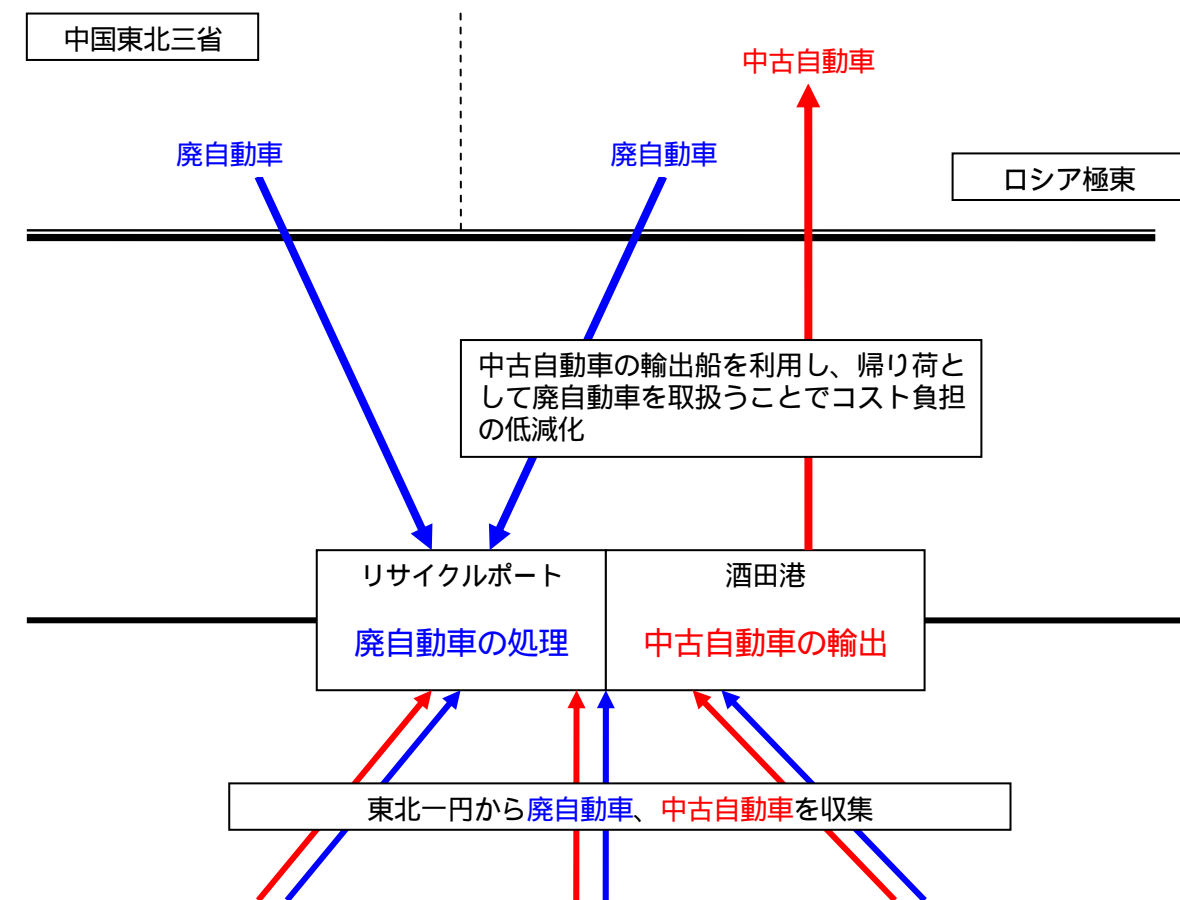 中国東北三省
中古自動車
廃自動車
廃自動車
ロシア極東
中古自動車の輸出船を利用し、帰り荷と
して廃自動車を取扱うことでコスト負担
の低減化
リサイクルポート
酒田港
廃自動車の処理
中古自動車の輸出
東北一円から廃自動車、中古自動車を収集